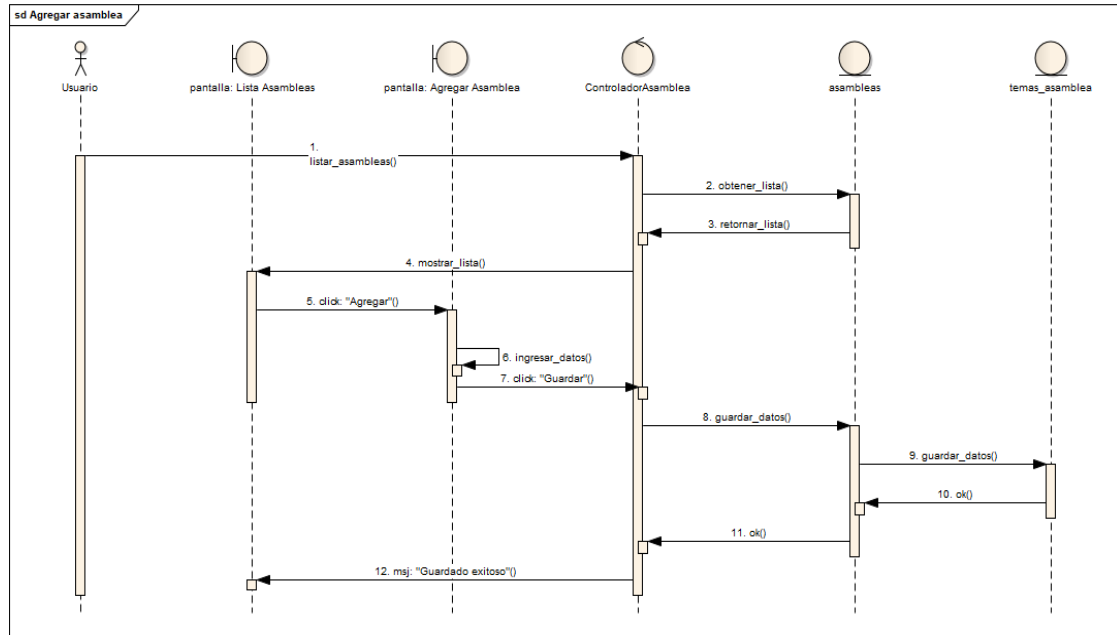 sd Agregar asamblea
Usuario
pantalla: Lista Asambleas
pantalla: Agregar Asamblea
ControladorAsamblea
asambleas
temas_asamblea
1.
listar_asambleas()
2. obtener_lista()
3. retornar_lista()
4. mostrar_lista()
5. click: "Agregar"()
6. ingresar_datos()
7. click: "Guardar"()
8. guardar_datos()
9. guardar_datos()
10. ok()
11. ok()
12. msj: "Guardado exitoso"()